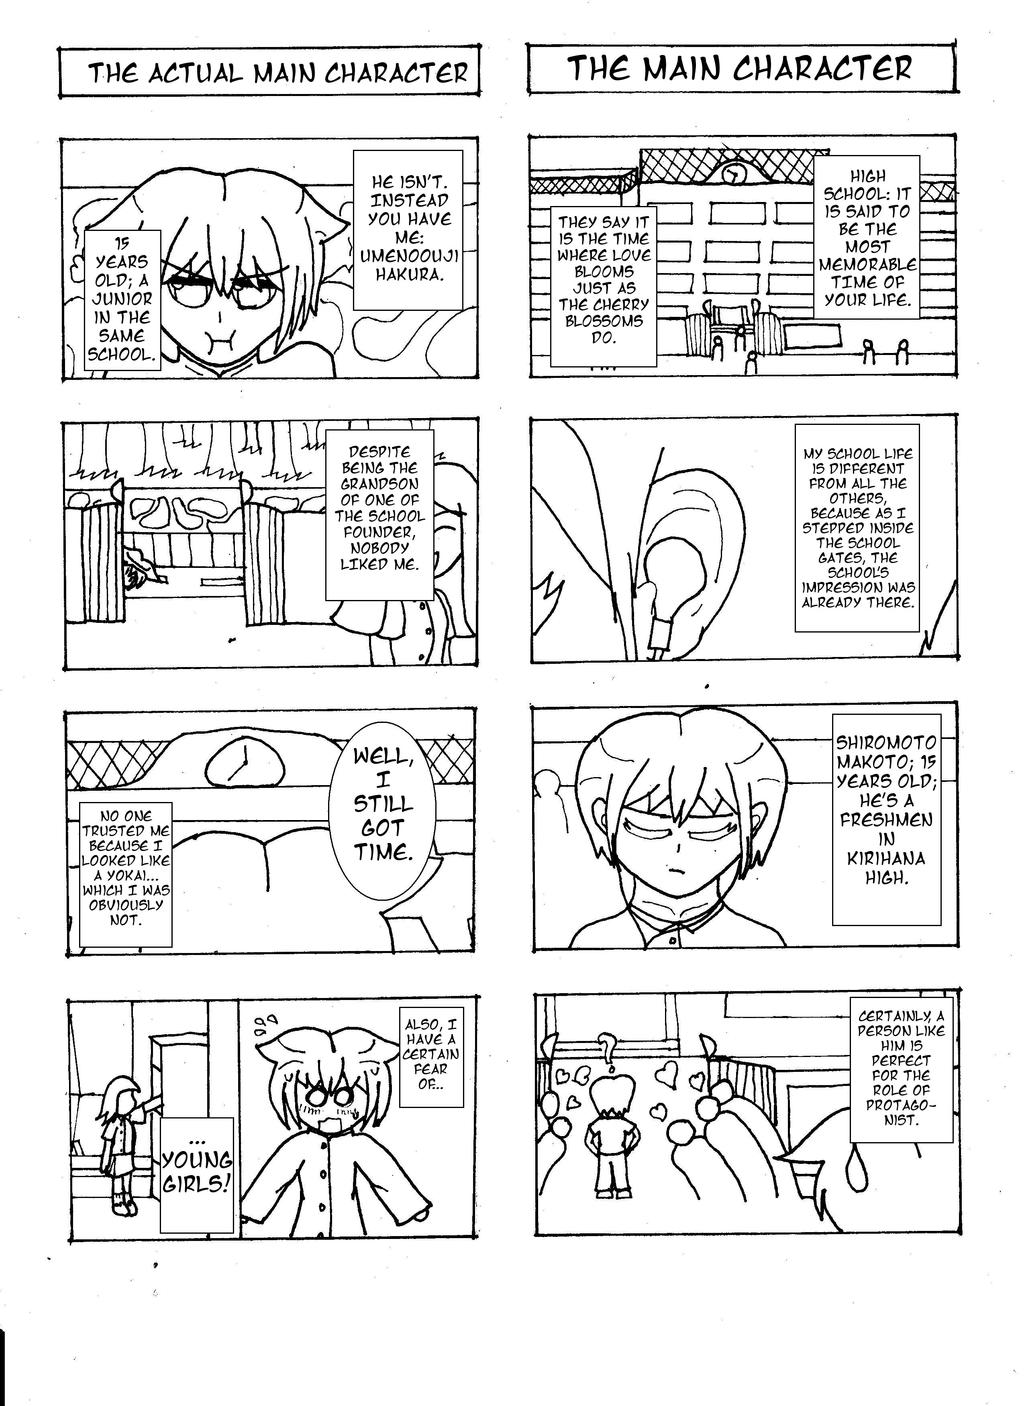 THE MAIN CHARACTER
HIGH
SCHOOL: IT
IS SAID TO
BE THE
MOST
MEMORABLE
TIME OF
YOUR LIFE.
THEY SAY IT
IS THE TIME
WHERE LOVE
BLOOMS
JUST AS
THE CHERRY
BLOSSOMS
DO.
MY SCHOOL LIFE
IS DIFFERENT
FROM ALL THE
OTHERS,
BECAUSE AS I
STEPPED INSIDE
THE SCHOOL
GATES, THE
SCHOOL'S
IMPRESSION WAS
ALREADY THERE.
SHIROMOTO
MAKOTO; 15
YEARS OLD;
HE'S A
FRESHMEN
IN
KIRIHANA
HIGH.
CERTAINLY, A
PERSON LIKE
HIM IS
PERFECT
FOR THE
ROLE OF
PROTAGO-
NIST.
?
THE ACTUAL MAIN CHARACTER
HE ISN'T.
INSTEAD
YOU HAVE
ME:
UMENOOUJI
HAKURA.
15
YEARS
OLD; A
JUNIOR
IN THE
SAME
SCHOOL.
DESPITE
BEING THE
GRANDSON
OF ONE OF
THE SCHOOL
FOUNDER,
NOBODY
LIKED ME.
WELL,
I
STILL
GOT
TIME.
NO ONE
TRUSTED ME
BECAUSE I
LOOKED LIKE
A YOKAI...
WHICH I WAS
OBVIOUSLY
NOT.
ALSO, I
HAVE A
CERTAIN
FEAR
OF...
...
YOUNG
GIRLS!